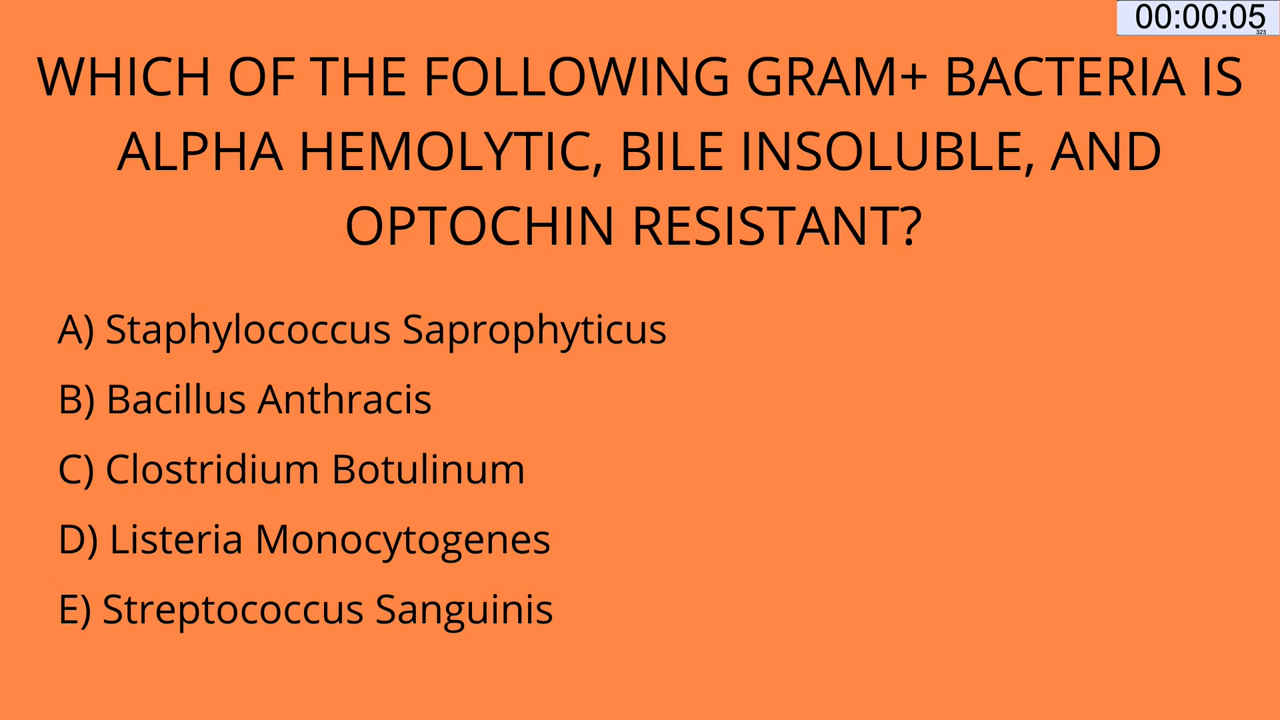 00:00:05
323
WHICH OF THE FOLLOWING GRAM+ BACTERIA IS
ALPHA HEMOLYTIC, BILE INSOLUBLE, AND
OPTOCHIN RESISTANT?
A) Staphylococcus Saprophyticus
B) Bacillus Anthracis
C) Clostridium Botulinum
D) Listeria Monocytogenes
E) Streptococcus Sanguinis